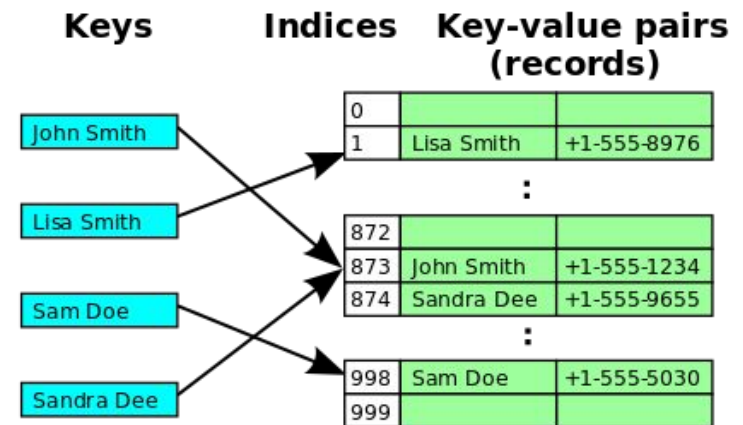 Keys
Indices
Key-value pairs
(records)
John Smith
Lisa Smith
Sam Doe
Sandra Dee
0
1 Lisa Smith +1-555-8976
:
872
873 John Smith +1-555-1234
874 Sandra Dee +1-555-9655
:
998 Sam Doe +1-555-5030
999